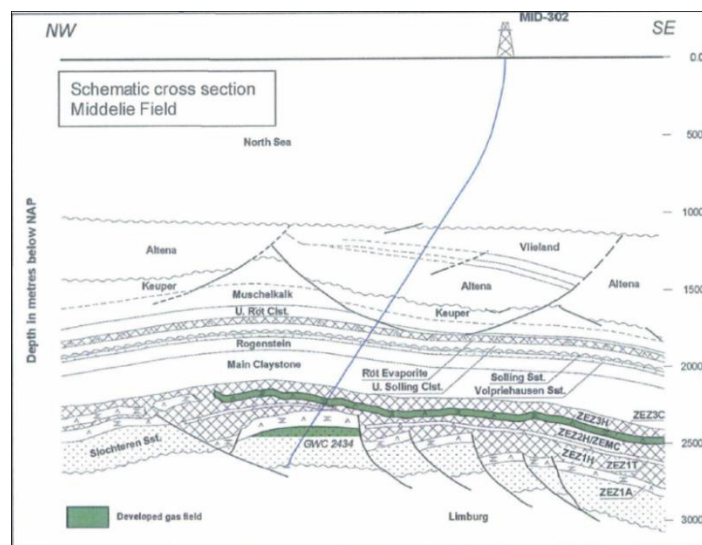 NW
MID-302
SE
0.0
Schematic cross section
Middelie Field
North Sea
500
Depth in metres below NAP
1000
Altena
Vlieland
Keuper
Altena
Altena
1500
Muschelkalk
Keuper
U. Röt Clst.
Rogenstein
Röt Evaporite
Solling Sst.
U. Solling Clst.
Volpriehausen Sst.
2000
Main Claystone
ZEZ3H
ZEZ3C
Slochteren Sst.
GWC 2434
ZEZ2H/ZEMC
2500
ZEZ1H
ZEZ1T
ZEZ1A
Developed gas field
Limburg
3000